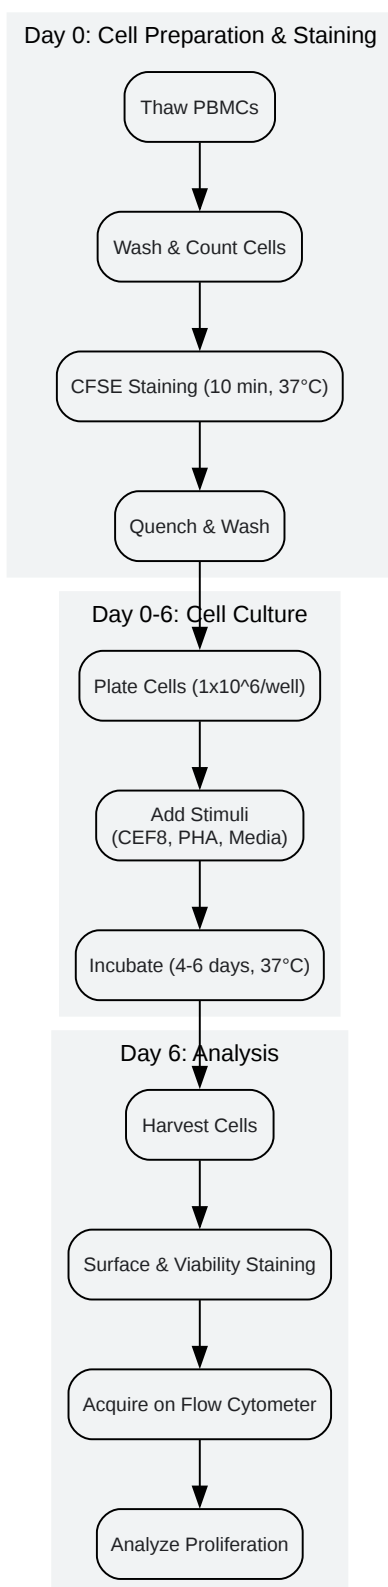 Day 0: Cell Preparation & Staining
Thaw PBMCs
Wash & Count Cells
CFSE Staining (10 min, 37°C)
Quench & Wash
Day 0-6: Cell Culture
Plate Cells (1x10^6/well)
Add Stimuli
(CEF8, PHA, Media)
Incubate (4-6 days, 37°C)
Day 6: Analysis
Harvest Cells
Surface & Viability Staining
Acquire on Flow Cytometer
Analyze Proliferation